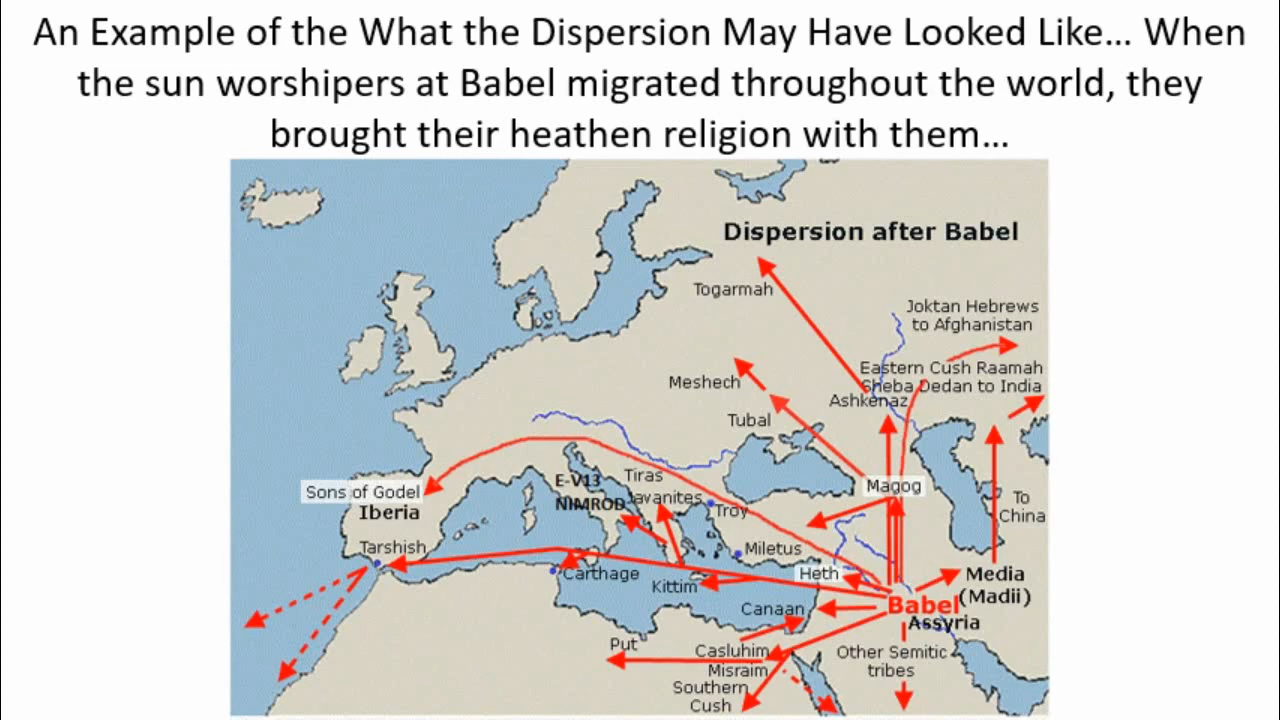 An Example of the What the Dispersion May Have Looked Like... When
the sun worshipers at Babel migrated throughout the world, they
brought their heathen religion with them...
Dispersion after Babel
Togarmah
Joktan Hebrews
to Afghanistan
Eastern Cush Raamah
Sheba Dedan to India
Meshech
Ashkenaz
Tubal
Tiras
E-V13
Magog
Sons of Godel
Javanites
NIMROD
To
China
Iberia
Troy
Tarshish
Miletus
Carthage
Heth
Media
(Madii)
Kittim
Babel
Canaan
Assyria
Put
Casluhim
Other Semitic
tribes
Misraim
Southern
Cush